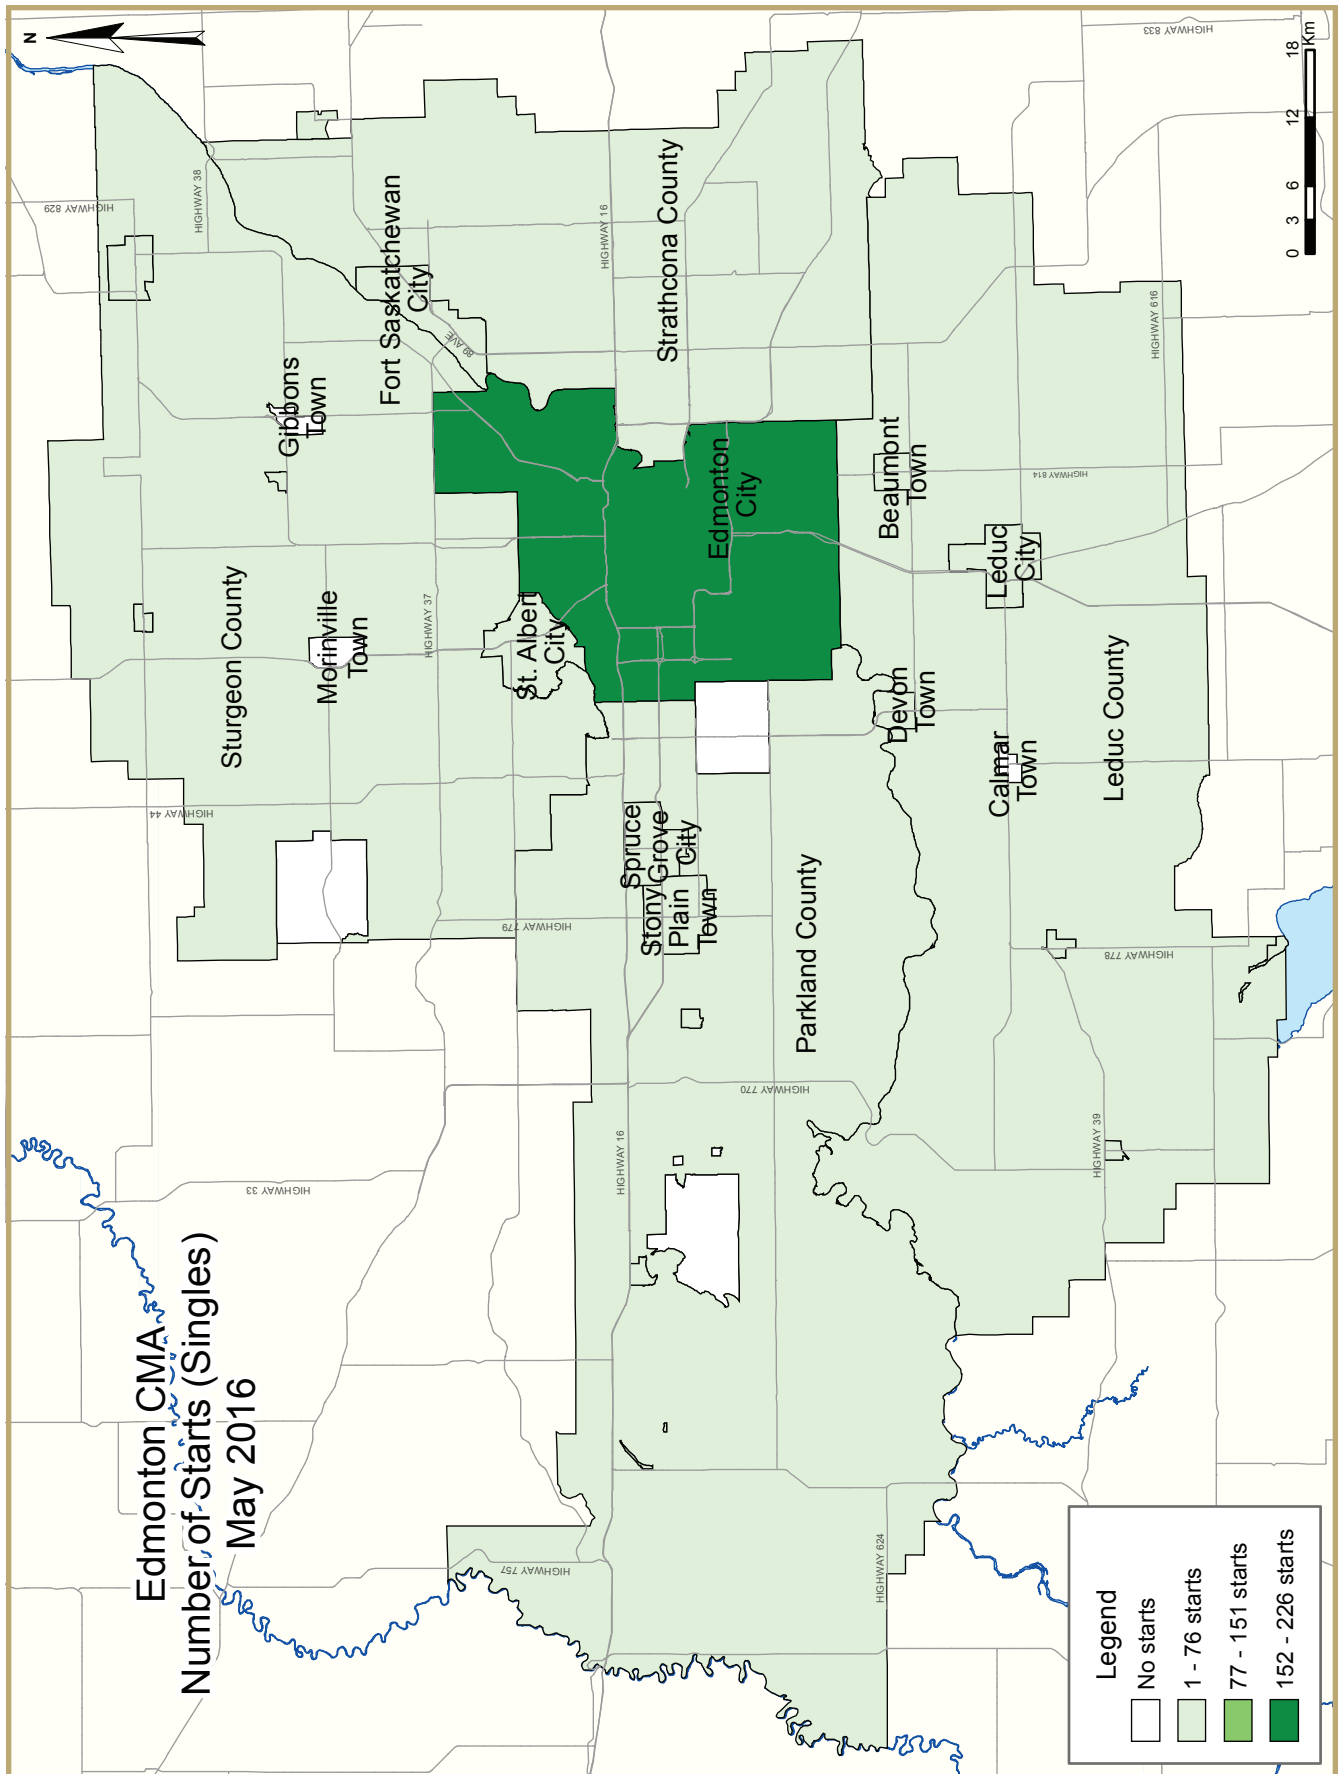 Edmonton CMA
Number of Starts (Singles)
May 2016
N
HIGHWAY 757
HIGHWAY 33
HIGHWAY 779
HIGHWAY 44
HIGHWAY 829
HIGHWAY 38
HIGHWAY 833
Sturgeon County
Morinville
Town
Gibbons
Town
HIGHWAY 37
Fort Saskatchewan
City
89 AVE
St. Albert
City
HIGHWAY 16
HIGHWAY 16
Spruce
Grove
City
Stony
Plain
Town
Edmonton
City
Strathcona County
HIGHWAY 770
Parkland County
HIGHWAY 624
Devon
Town
Beaumont
Town
HIGHWAY 814
Calmar
Town
Leduc
City
HIGHWAY 39
HIGHWAY 778
Leduc County
HIGHWAY 616
Legend
No starts
1 - 76 starts
77 - 151 starts
152 - 226 starts
0 3 6 12 18
Km